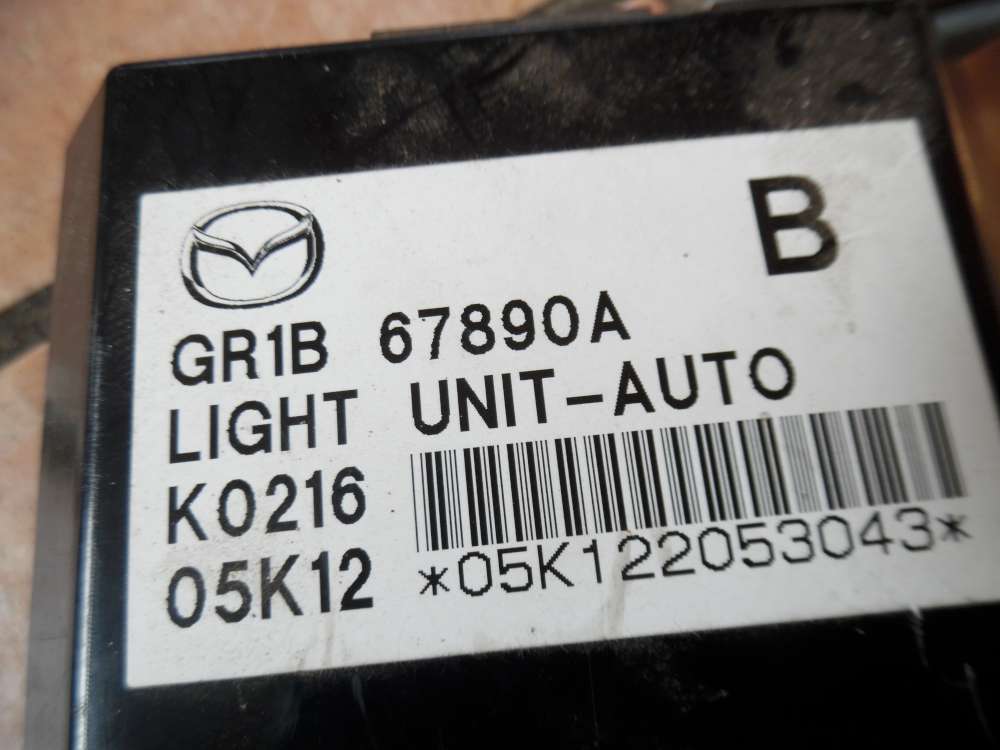 B
GR1B 67890A
LIGHT UNIT-AUTO
K0216
05K12
*05K122053043*